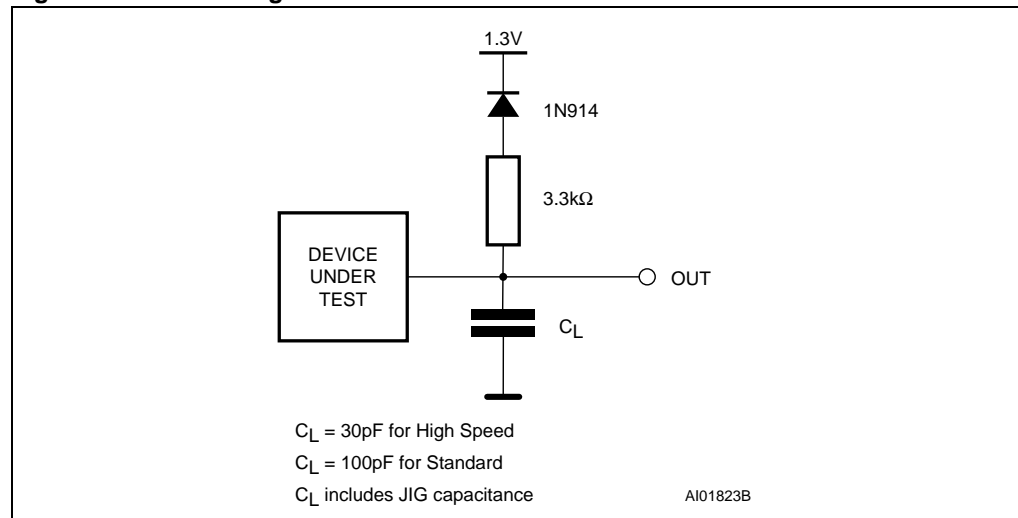 1.3V
1N914
3.3kΩ
DEVICE
UNDER
TEST
OUT
CL
CL = 30pF for High Speed
CL = 100pF for Standard
CL includes JIG capacitance
AI01823B